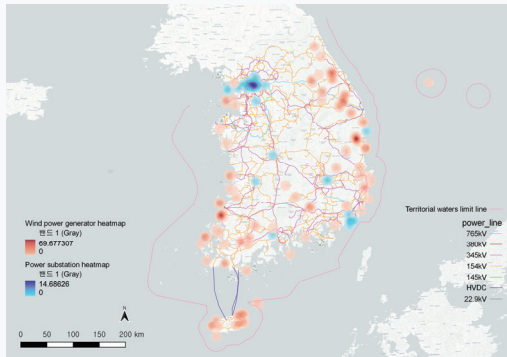 Territorial waters limit line
power_line
765kV
380kV
345kV
154kV
145kV
HVDC
22.9kV
Wind power generator heatmap
밴드 1 (Gray)
69.677307
0
Power substation heatmap
밴드 1 (Gray)
14.68626
0
N
0 50 100 150 200 km